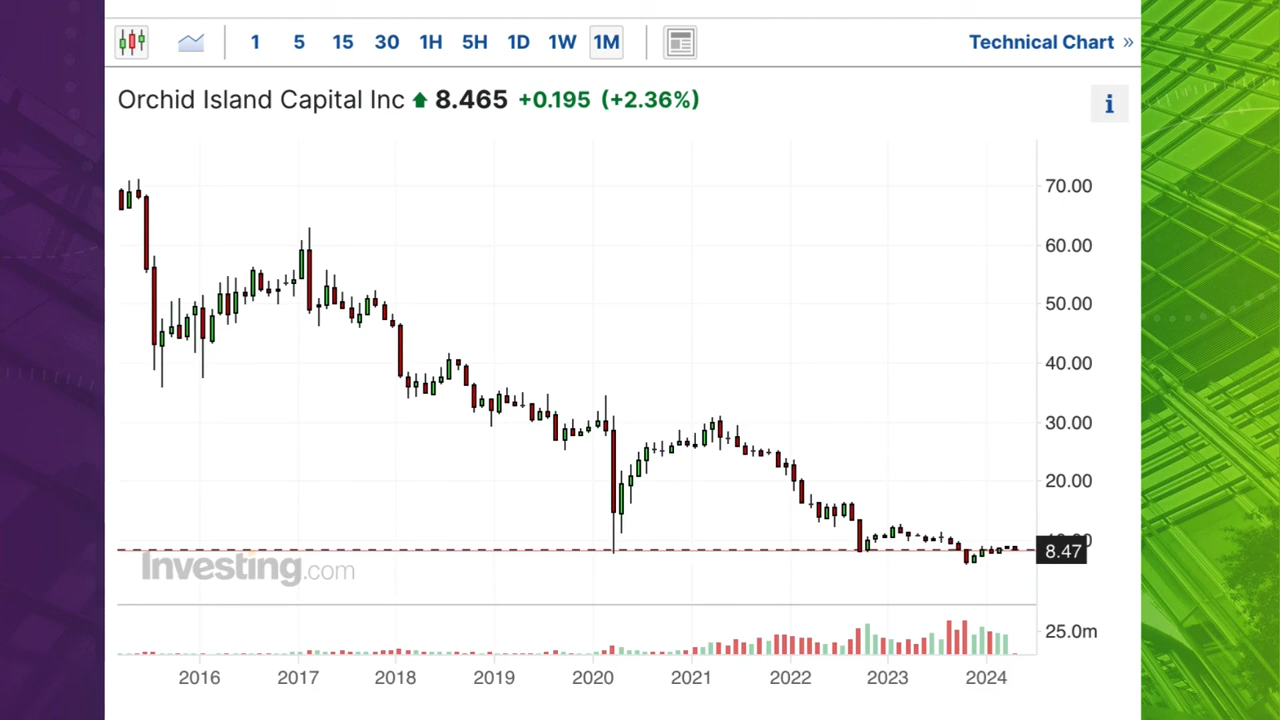 1 5 15 30 1H 5H 1D 1W 1M Technical Chart »
Orchid Island Capital Inc 8.465 +0.195 (+2.36%)
i
70.00
60.00
50.00
40.00
30.00
20.00
8.47
Investing.com
25.0m
2016 2017 2018 2019 2020 2021 2022 2023 2024